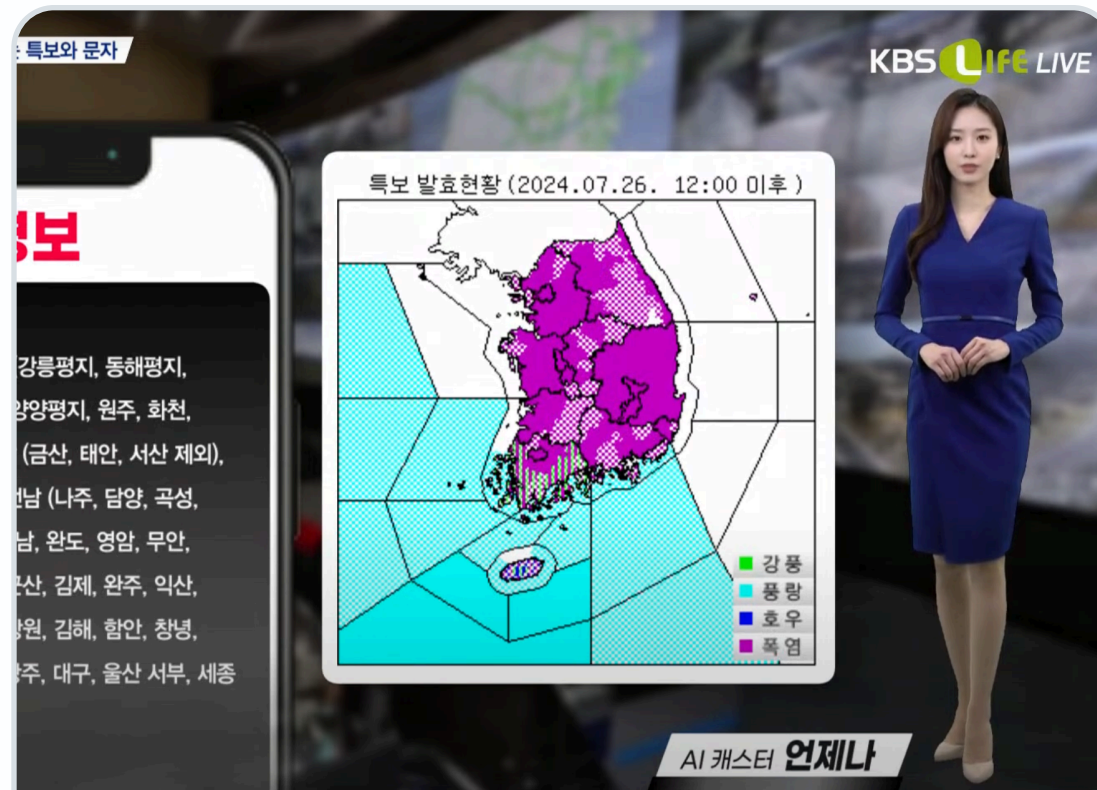 특보와 문자
KBS LIFE LIVE
특보 발효현황 (2024.07.26. 12:00 이후 )
강릉평지, 동해평지,
양양평지, 원주, 화천,
(금산, 태안, 서산 제외),
전남 (나주, 담양, 곡성,
완도, 영암, 무안,
군산, 김제, 완주, 익산,
김해, 함안, 창녕,
대구, 울산 서부, 세종
강풍
풍랑
호우
폭염
AI 캐스터 언제나